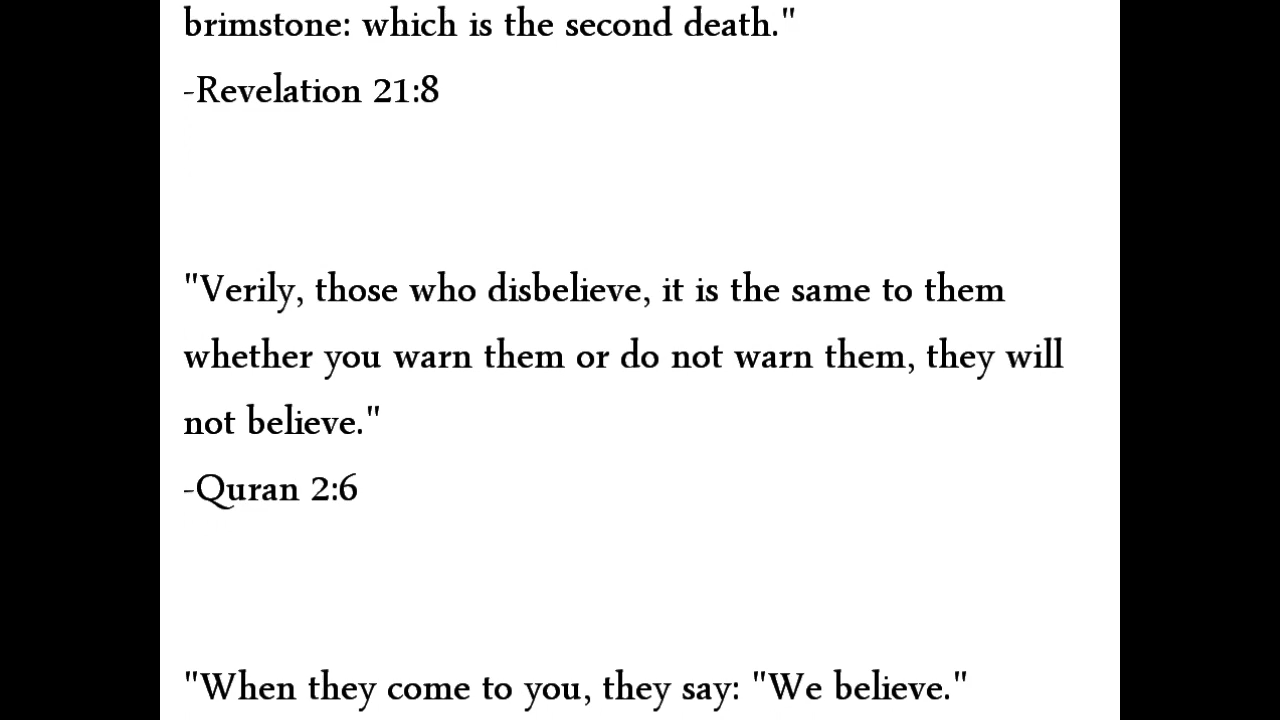 brimstone: which is the second death."
-Revelation 21:8
"Verily, those who disbelieve, it is the same to them
whether you warn them or do not warn them, they will
not believe."
-Quran 2:6
"When they come to you, they say: "We believe."